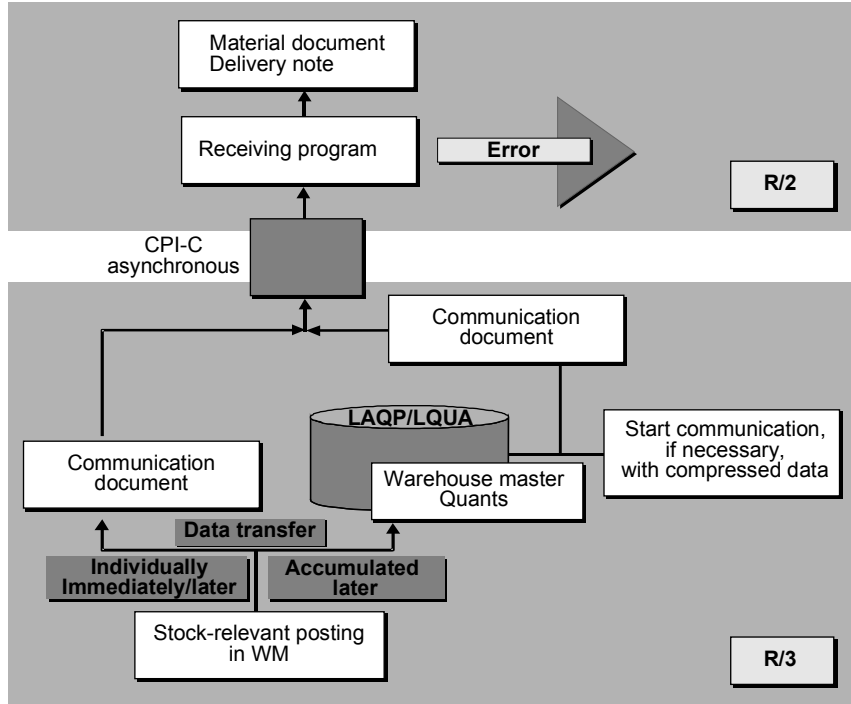 Material document
Delivery note
Receiving program
Error
R/2
CPI-C
asynchronous
Communication
document
LAQP/LQUA
Start communication,
if necessary,
with compressed data
Communication
document
Warehouse master
Quants
Data transfer
Individually
Immediately/later
Accumulated
later
Stock-relevant posting
in WM
R/3